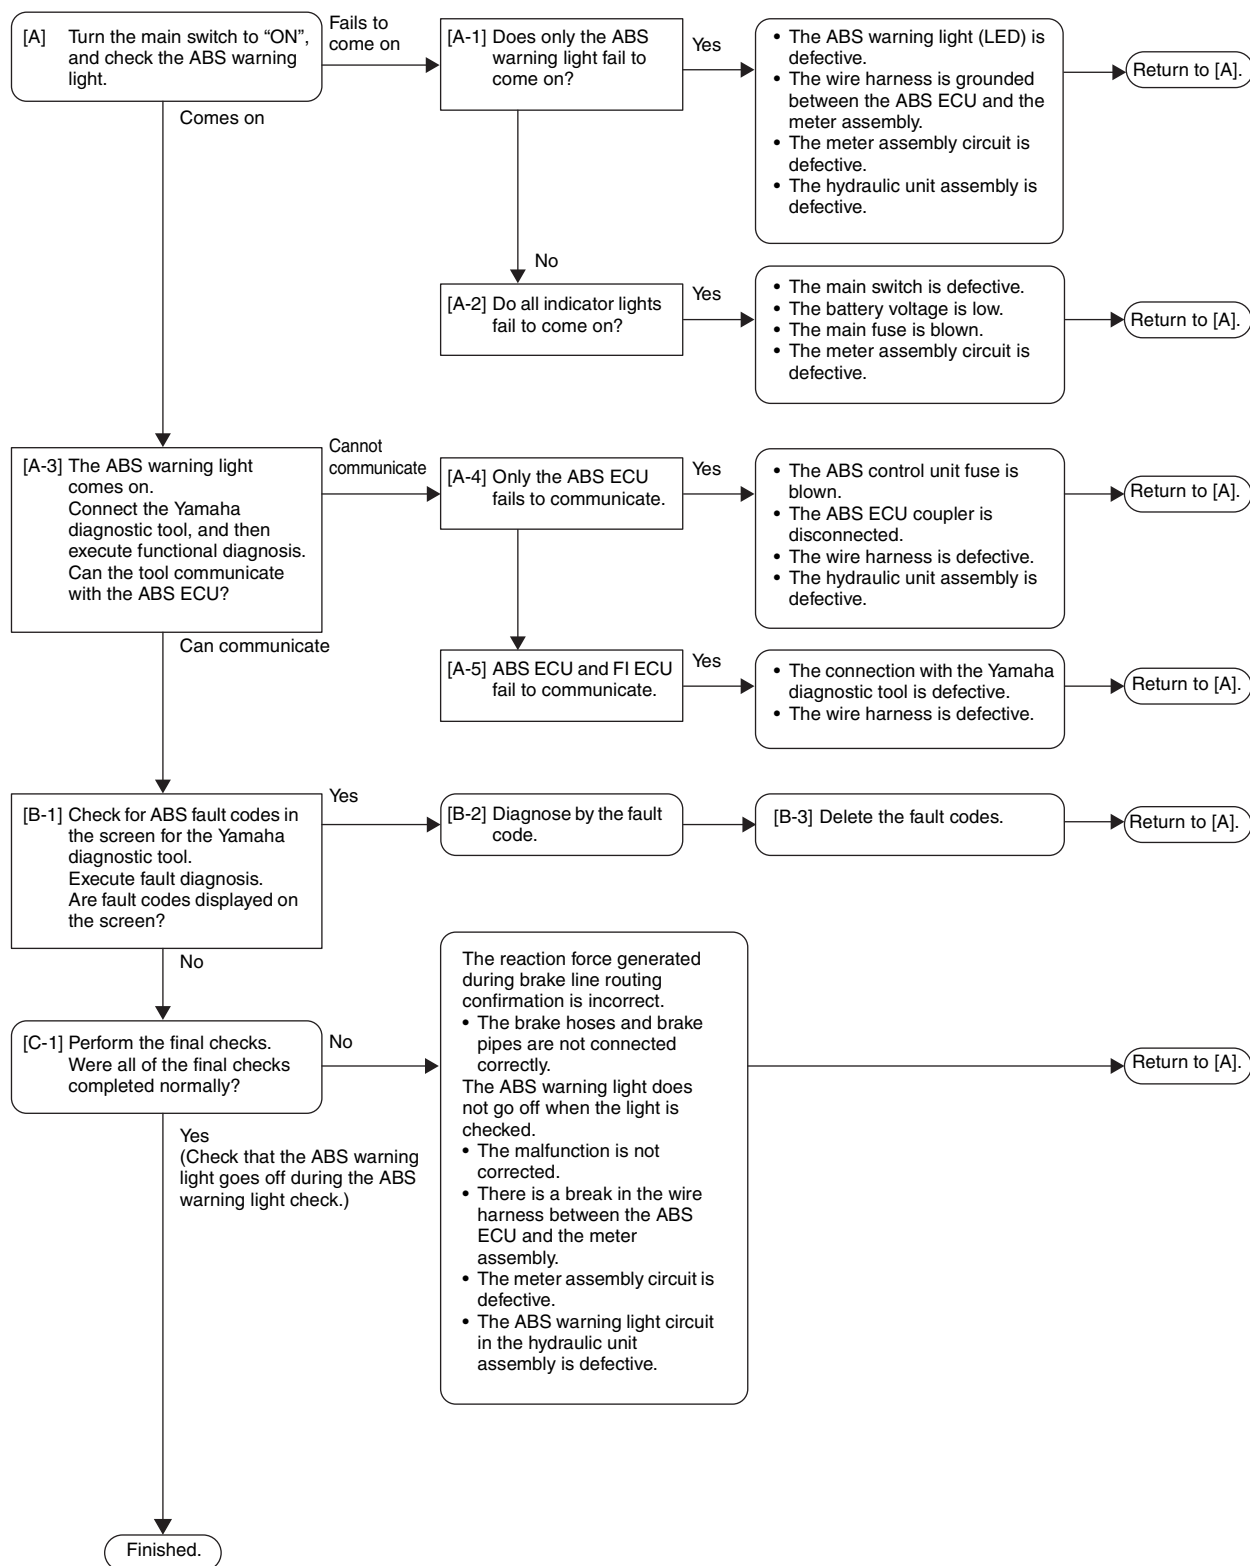 [A] Turn the main switch to “ON”,
and check the ABS warning
light.
Fails to
come on
Comes on
[A-1] Does only the ABS
warning light fail to
come on?
Yes
• The ABS warning light (LED) is
defective.
• The wire harness is grounded
between the ABS ECU and the
meter assembly.
• The meter assembly circuit is
defective.
• The hydraulic unit assembly is
defective.
Return to [A].
No
[A-2] Do all indicator lights
fail to come on?
Yes
• The main switch is defective.
• The battery voltage is low.
• The main fuse is blown.
• The meter assembly circuit is
defective.
Return to [A].
[A-3] The ABS warning light
comes on.
Connect the Yamaha
diagnostic tool, and then
execute functional diagnosis.
Can the tool communicate
with the ABS ECU?
Cannot
communicate
Can communicate
[A-4] Only the ABS ECU
fails to communicate.
Yes
• The ABS control unit fuse is
blown.
• The ABS ECU coupler is
disconnected.
• The wire harness is defective.
• The hydraulic unit assembly is
defective.
Return to [A].
[A-5] ABS ECU and FI ECU
fail to communicate.
Yes
• The connection with the Yamaha
diagnostic tool is defective.
• The wire harness is defective.
Return to [A].
[B-1] Check for ABS fault codes in
the screen for the Yamaha
diagnostic tool.
Execute fault diagnosis.
Are fault codes displayed on
the screen?
Yes
[B-2] Diagnose by the fault
code.
[B-3] Delete the fault codes.
Return to [A].
No
[C-1] Perform the final checks.
Were all of the final checks
completed normally?
No
The reaction force generated
during brake line routing
confirmation is incorrect.
• The brake hoses and brake
pipes are not connected
correctly.
The ABS warning light does
not go off when the light is
checked.
• The malfunction is not
corrected.
• There is a break in the wire
harness between the ABS
ECU and the meter
assembly.
• The meter assembly circuit is
defective.
• The ABS warning light circuit
in the hydraulic unit
assembly is defective.
Return to [A].
Yes
(Check that the ABS warning
light goes off during the ABS
warning light check.)
Finished.